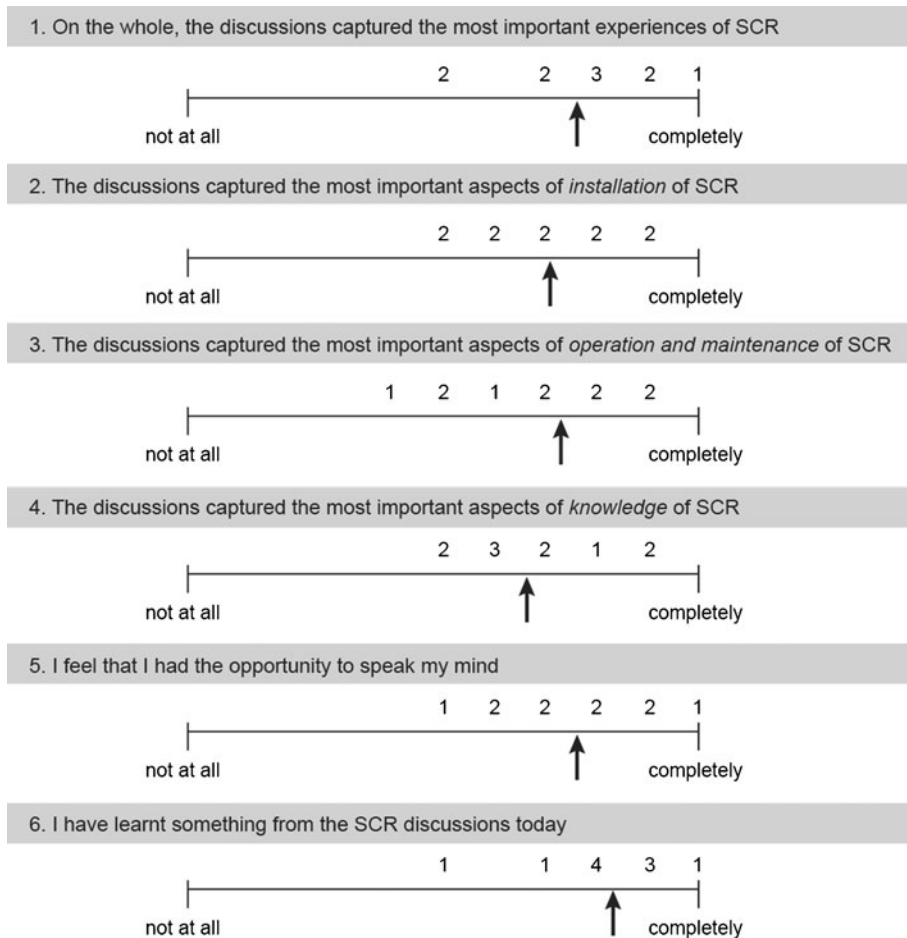 1. On the whole, the discussions captured the most important experiences of SCR
2 2 3 2 1
not at all completely
2. The discussions captured the most important aspects of installation of SCR
2 2 2 2 2
not at all completely
3. The discussions captured the most important aspects of operation and maintenance of SCR
1 2 1 2 2 2
not at all completely
4. The discussions captured the most important aspects of knowledge of SCR
2 3 2 1 2
not at all completely
5. I feel that I had the opportunity to speak my mind
1 2 2 2 2 1
not at all completely
6. I have learnt something from the SCR discussions today
1 1 4 3 1
not at all completely